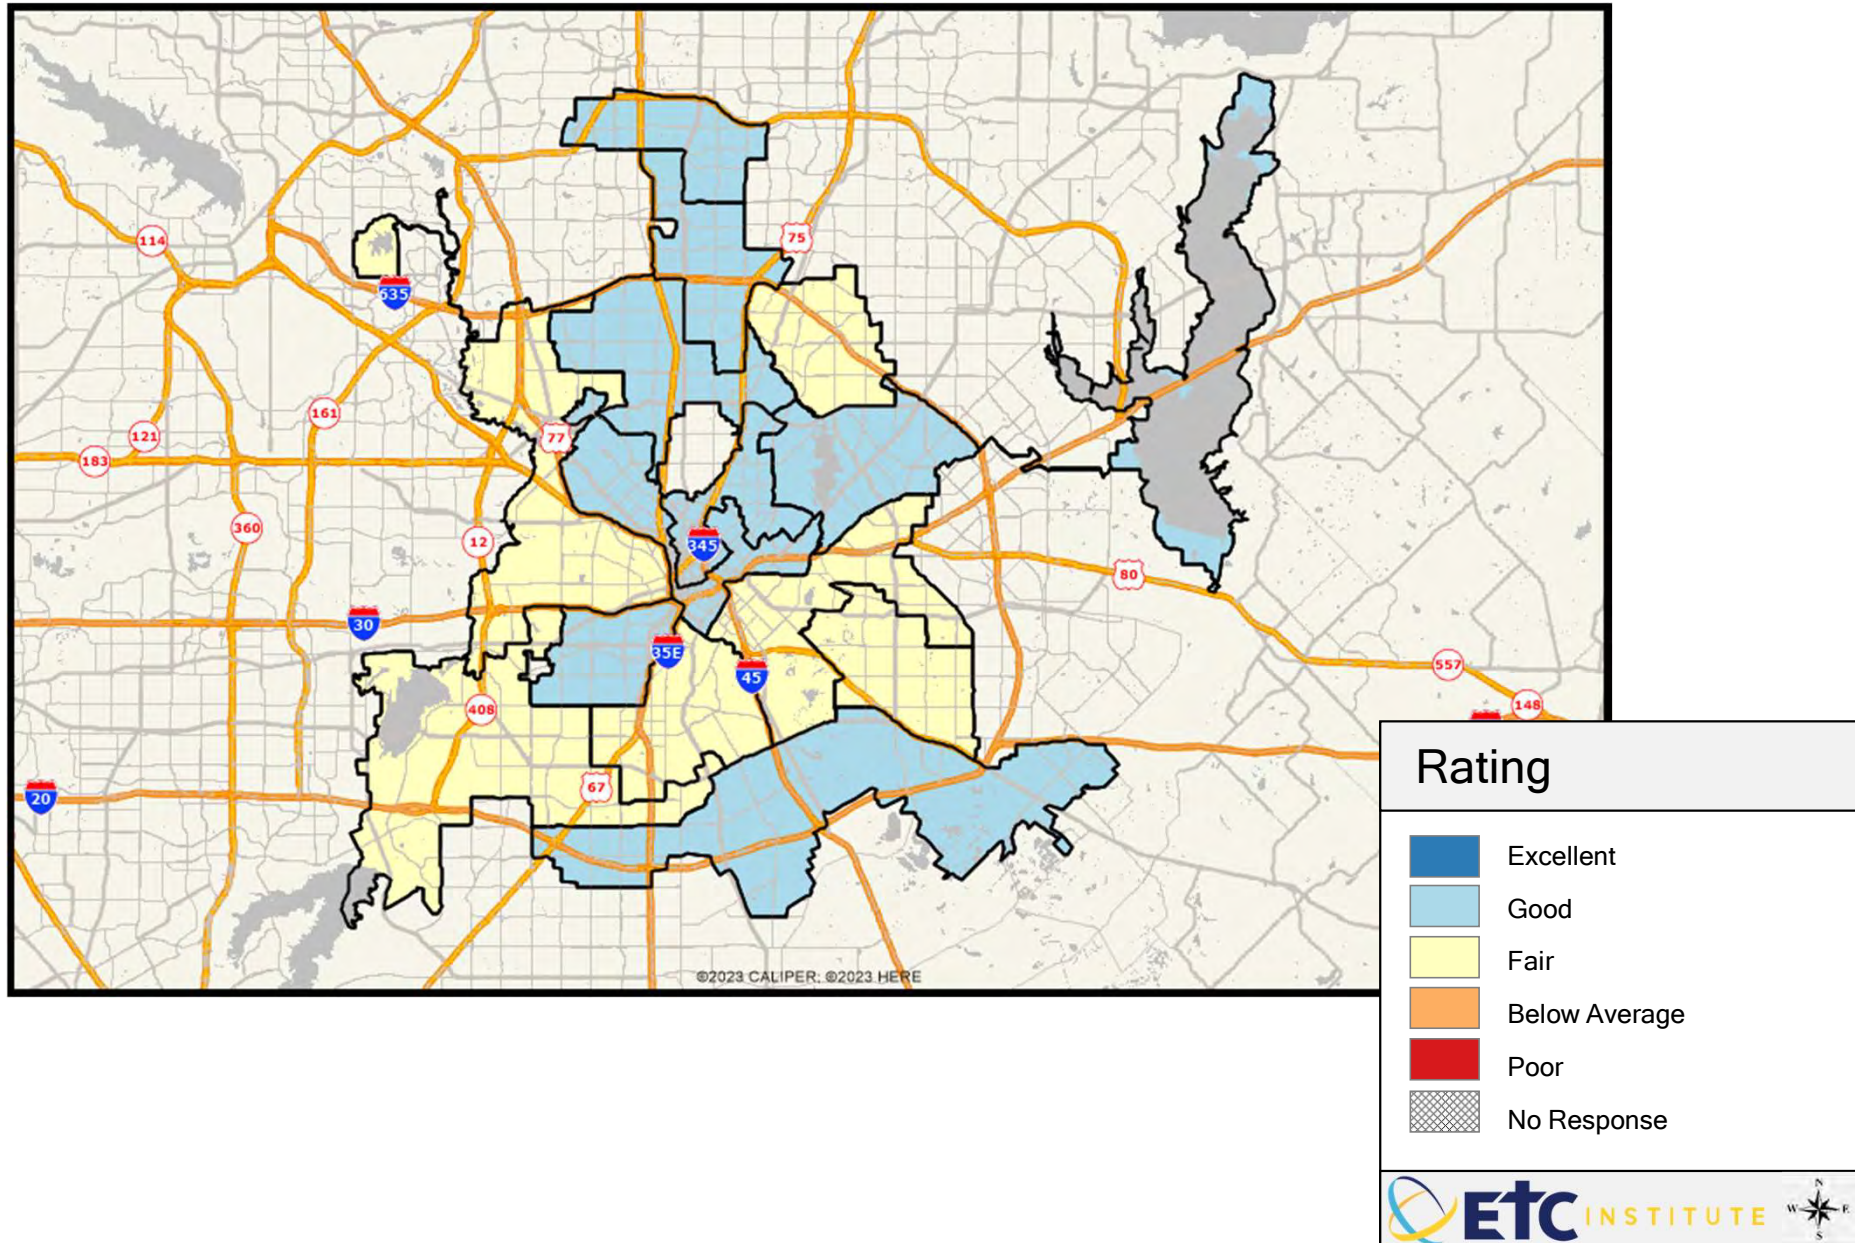 75
114
635
161
77
121
183
360
12
345
80
30
35E
45
557
408
148
67
20
©2023 CALIPER; ©2023 HERE
Rating
Excellent
Good
Fair
Below Average
Poor
No Response
N
W E
S
ETC INSTITUTE